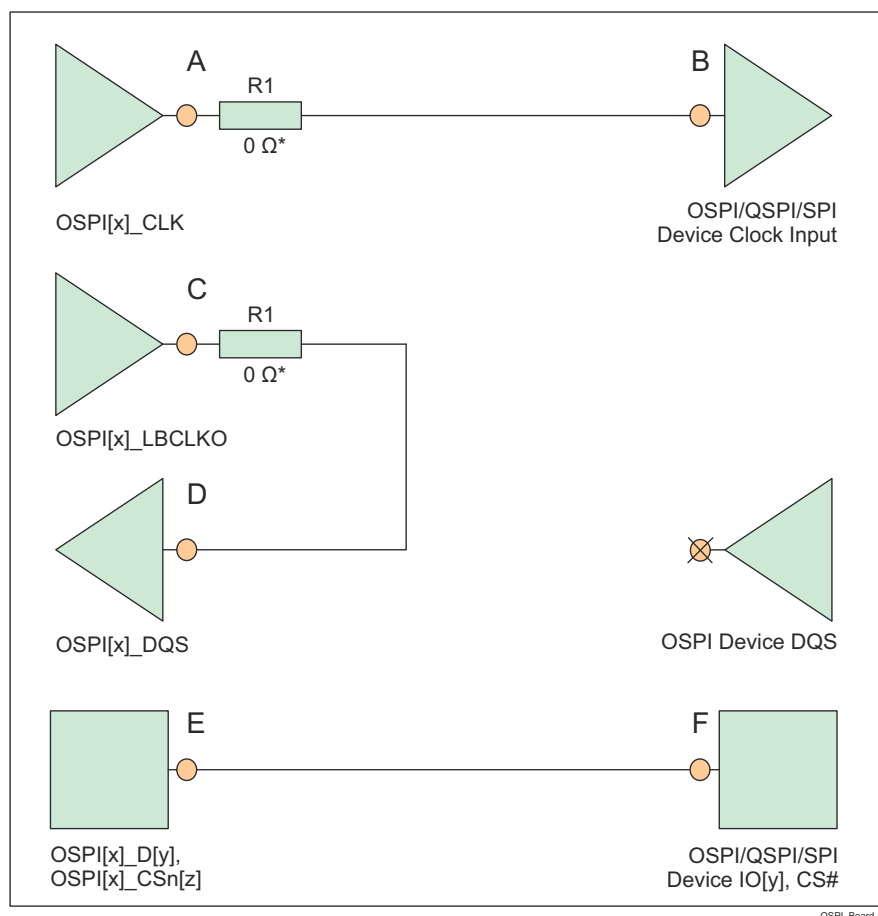 A
B
R1
0 Ω*
OSPI[x]_CLK
OSPI/QSPI/SPI
Device Clock Input
C
R1
0 Ω*
OSPI[x]_LBCLKO
D
OSPI[x]_DQS
OSPI Device DQS
E
F
OSPI[x]_D[y],
OSPI[x]_CSn[z]
OSPI/QSPI/SPI
Device IO[y], CS#
OSPI_Board